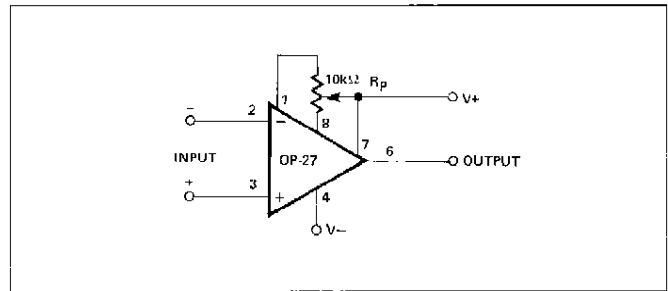 10kΩ Rp
1
V+
8
2
−
7
−
6
INPUT
OP-27
OUTPUT
+
3
+
4
V−